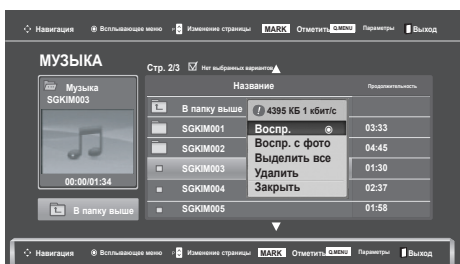 Навигация Всплывающее меню P Изменение страницы MARK Отметить Q.MENU Параметры Выход
МУЗЫКА
Стр. 2/3 Нет выбранных вариантов
Музыка
SGKIM003
00:00/01:34
В папку выше
Название Продолжительность
В папку выше
SGKIM001 03:33
SGKIM002 04:45
SGKIM003 01:30
SGKIM004 02:37
SGKIM005 01:58
4395 КБ 1 кбит/с
Воспр.
Воспр. с фото
Выделить все
Удалить
Закрыть
Навигация Всплывающее меню P Изменение страницы MARK Отметить Q.MENU Параметры Выход